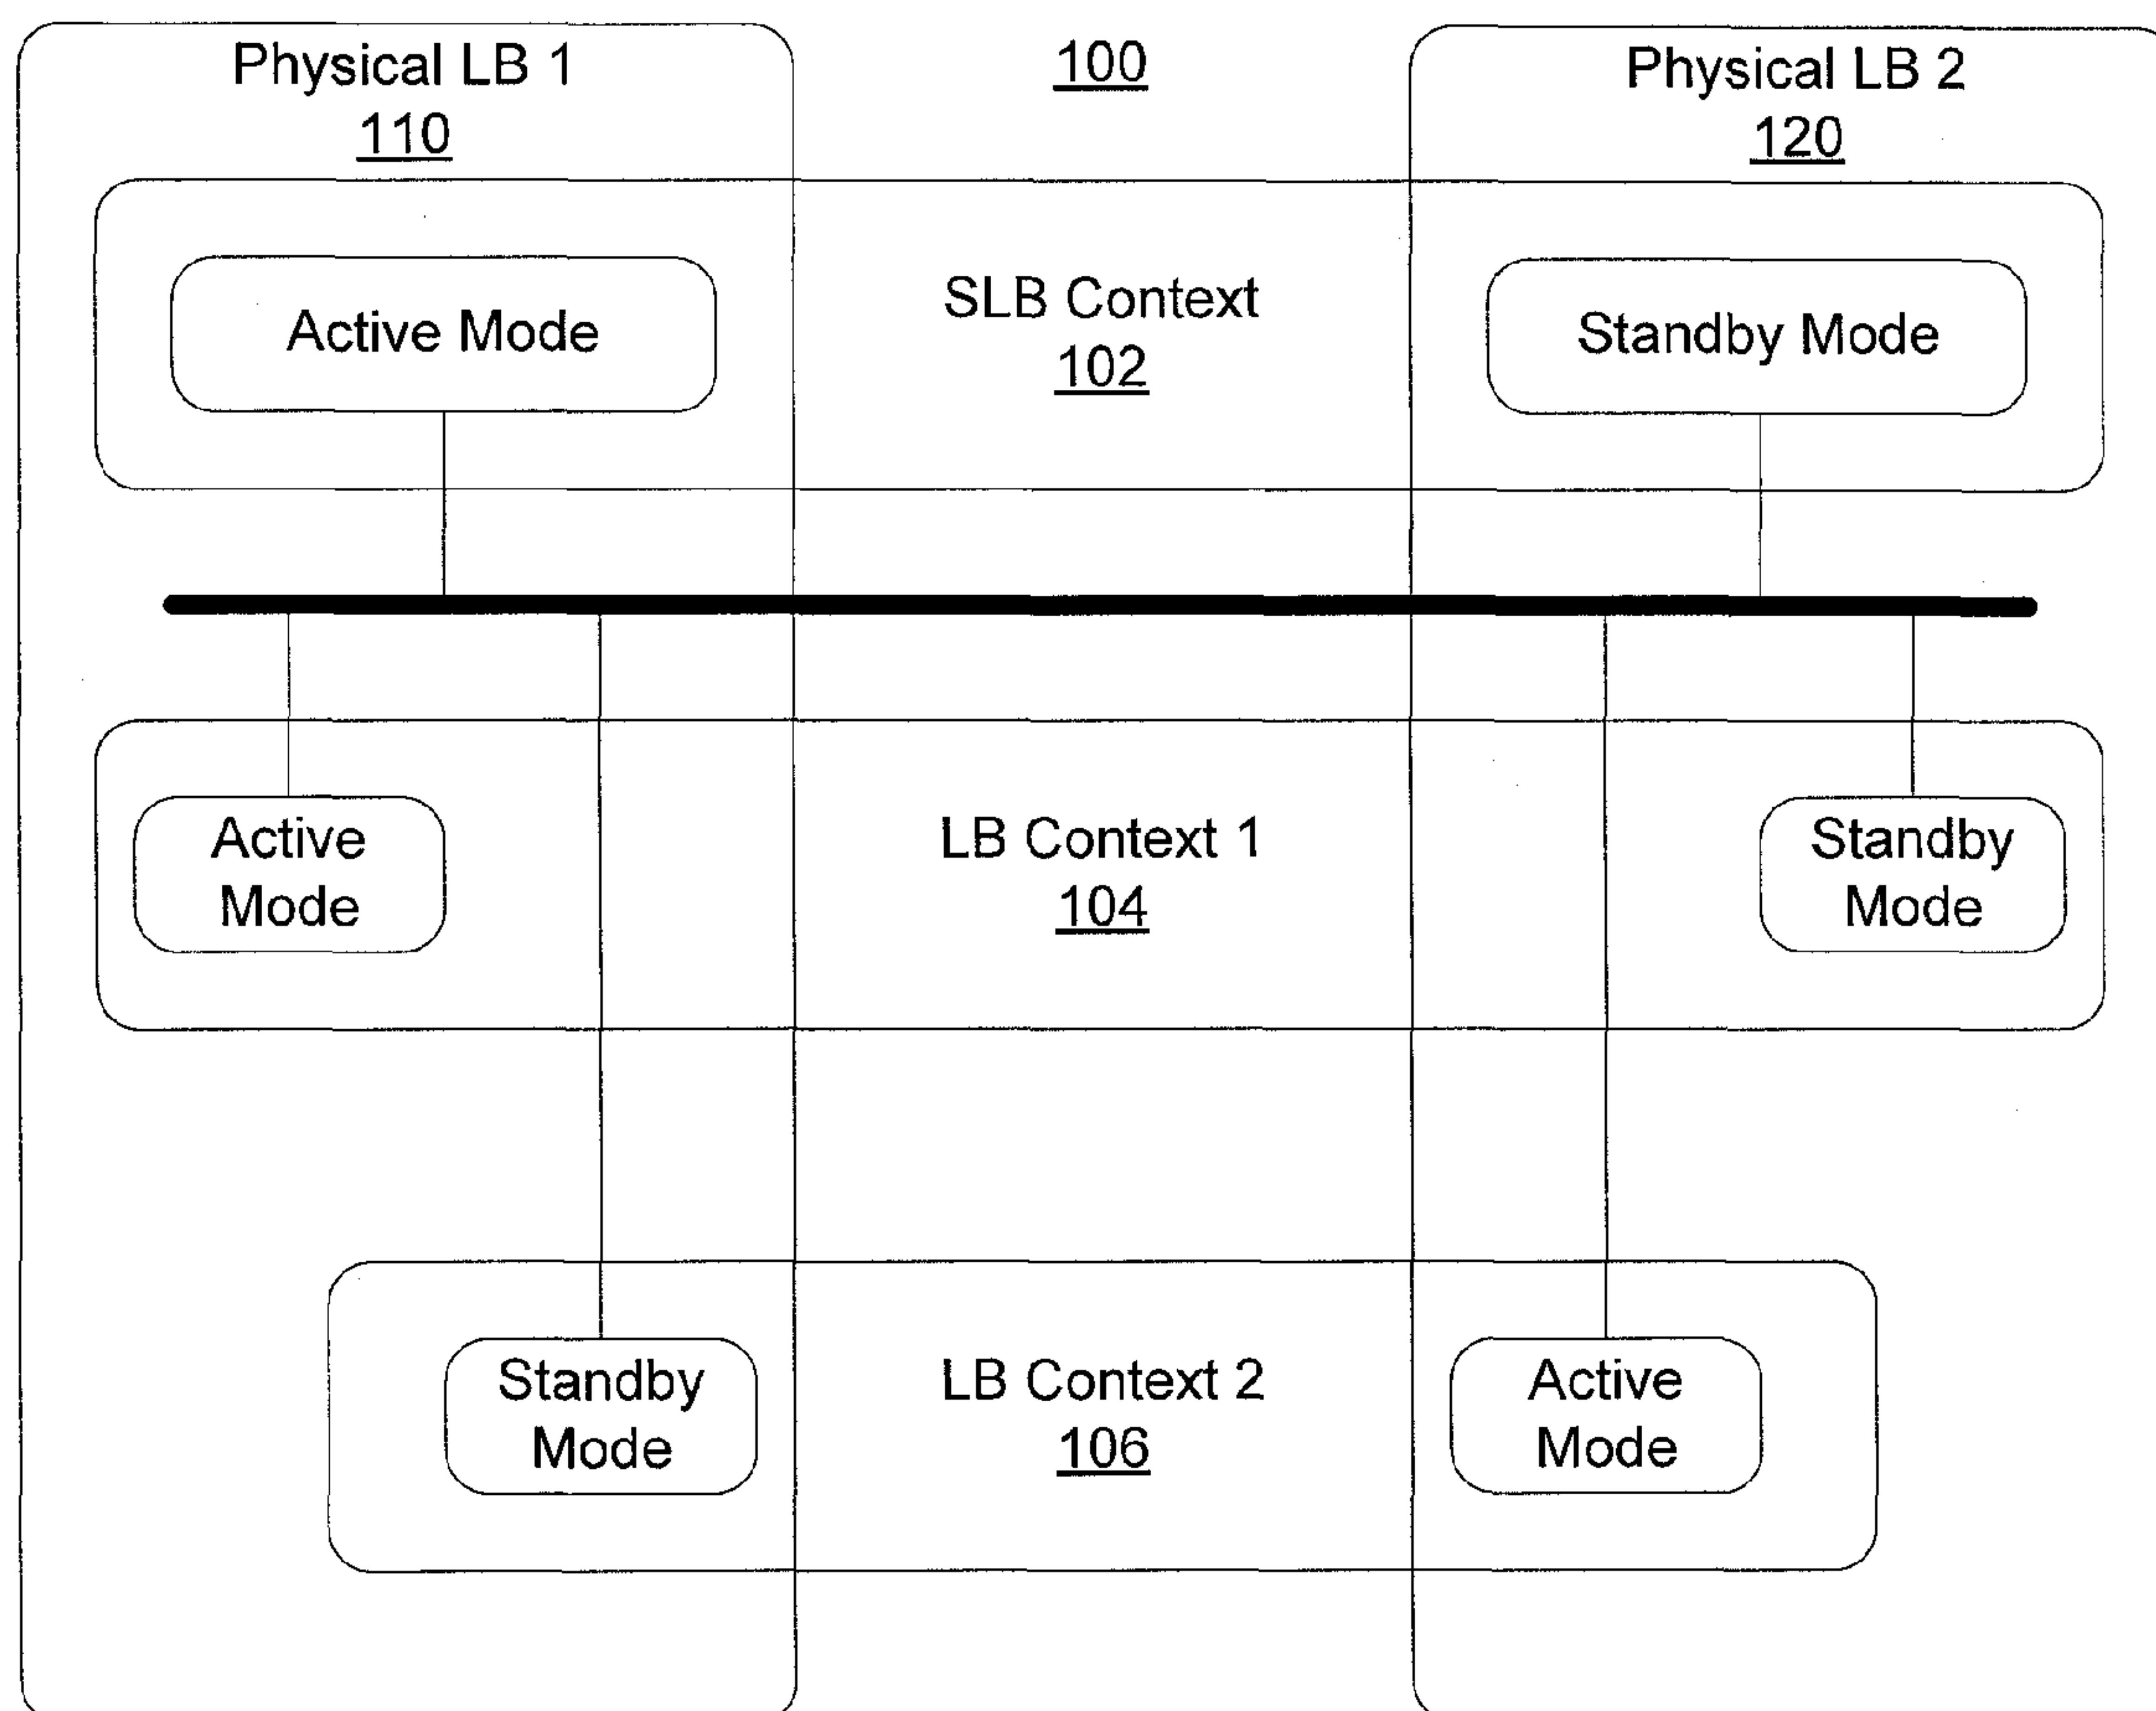 Physical LB 1
110
100
Physical LB 2
120
Active Mode
SLB Context
102
Standby Mode
Active
Mode
LB Context 1
104
Standby
Mode
Standby
Mode
LB Context 2
106
Active
Mode